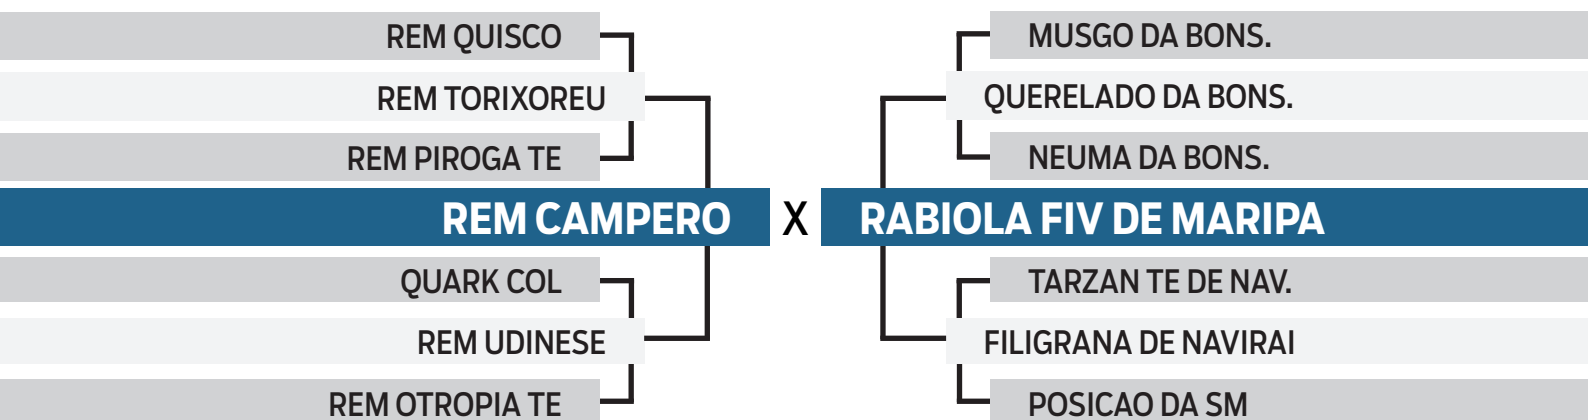 REM QUISCO
REM TORIXOREU
REM PIROGA TE
REM CAMPERO
QUARK COL
REM UDINESE
REM OTROPIA TE
X
MUSGO DA BONS.
QUERELADO DA BONS.
NEUMA DA BONS.
RABIOLA FIV DE MARIPA
TARZAN TE DE NAV.
FILIGRANA DE NAVIRAI
POSICAO DA SM